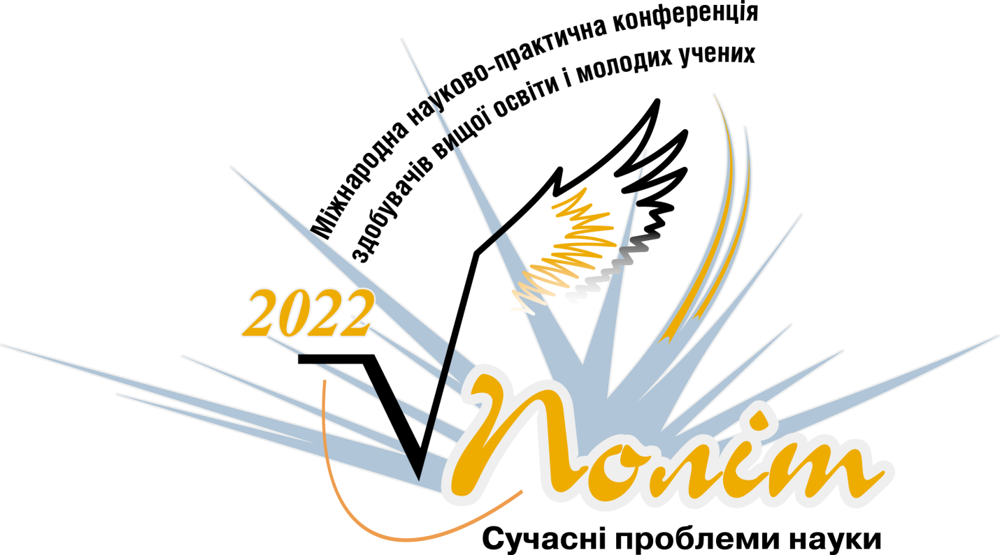 Міжнародна науково-практична конференція
здобувачів вищої освіти і молодих учених
2022
Політ
Сучасні проблеми науки